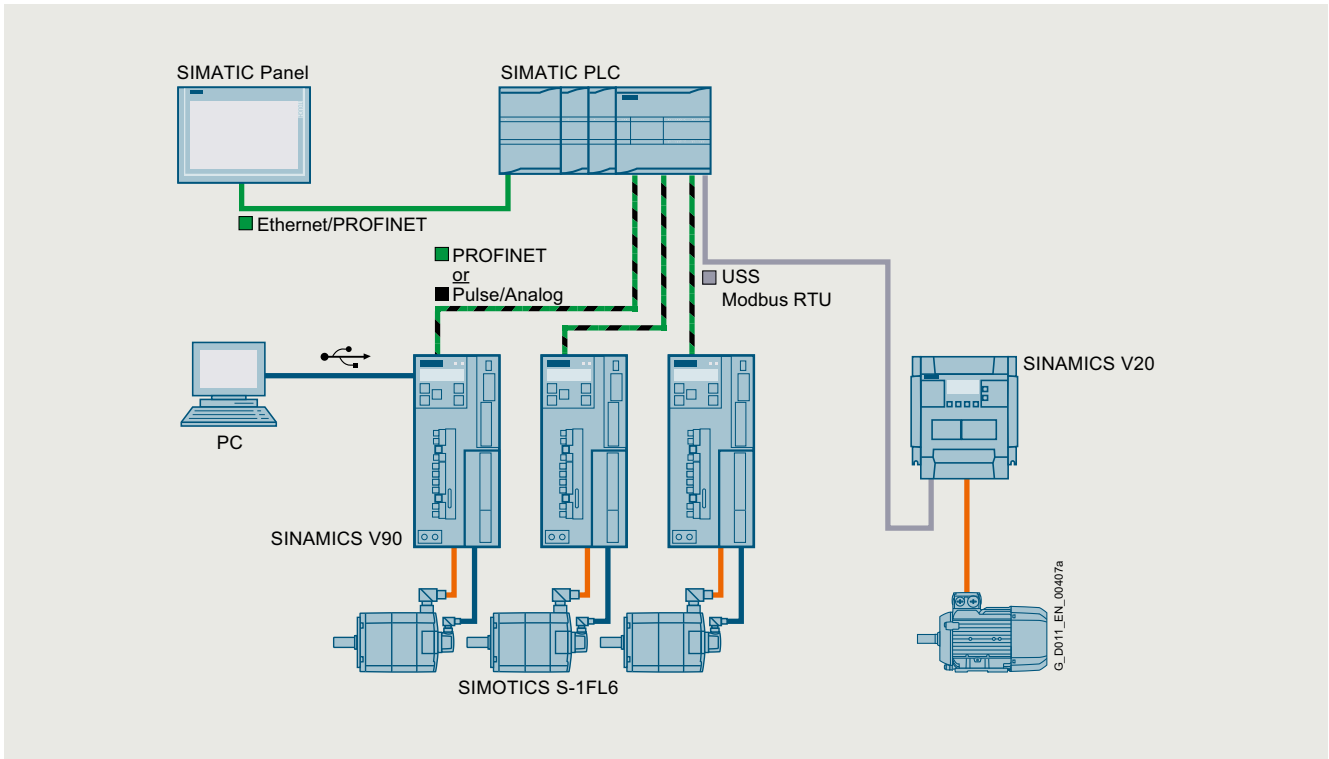 SIMATIC Panel
SIMATIC PLC
Ethernet/PROFINET
PROFINET
or
Pulse/Analog
USS
Modbus RTU
PC
SINAMICS V20
SINAMICS V90
SIMOTICS S-1FL6
G_D011_EN_00407a